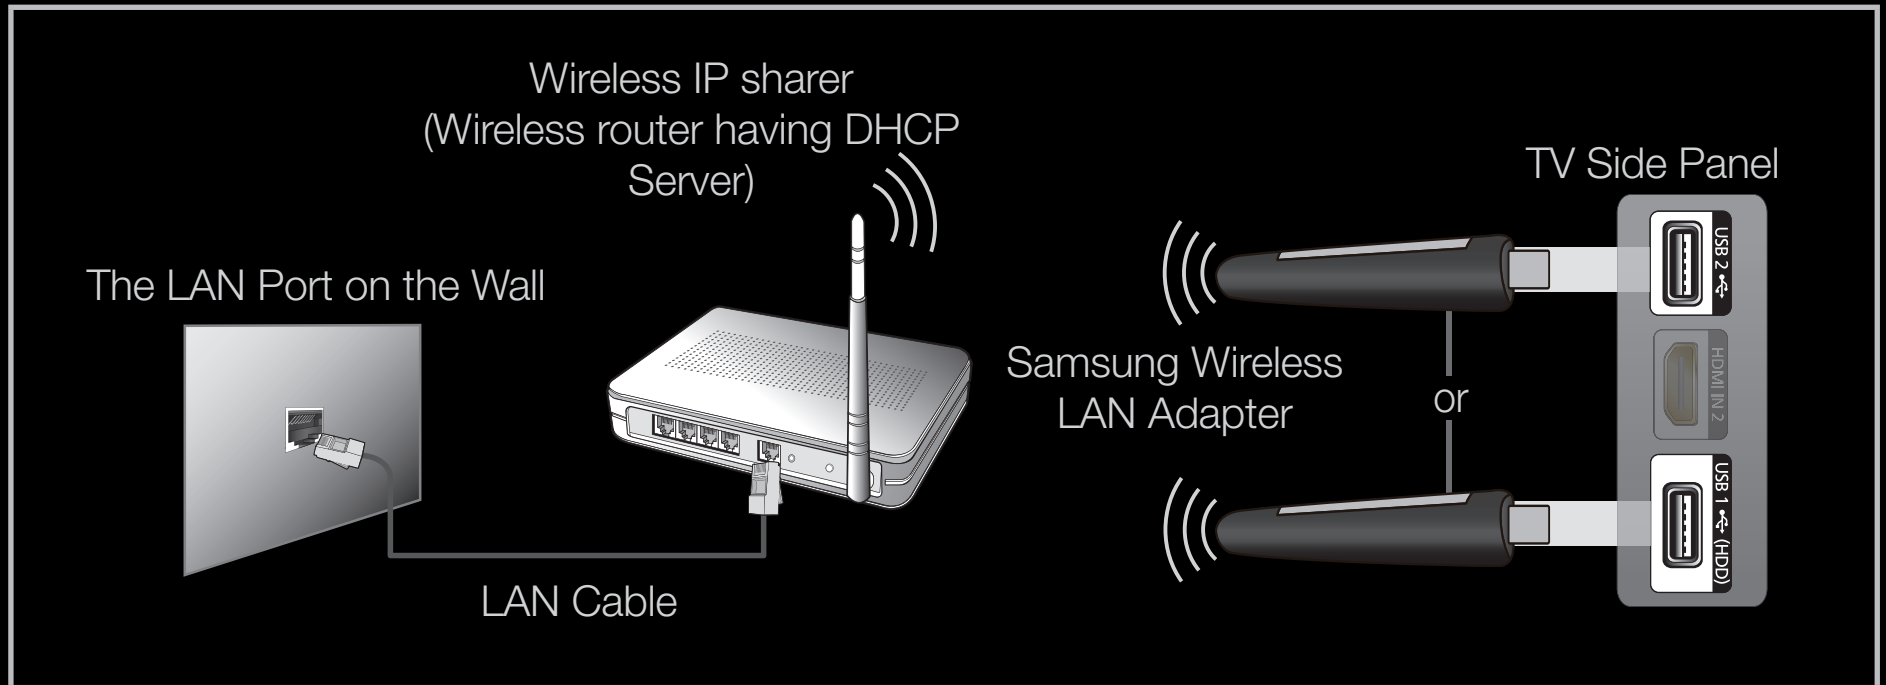 Wireless IP sharer
(Wireless router having DHCP
Server)
TV Side Panel
The LAN Port on the Wall
USB 2
Samsung Wireless
LAN Adapter
or
HDMI IN 2
USB 1 (HDD)
LAN Cable